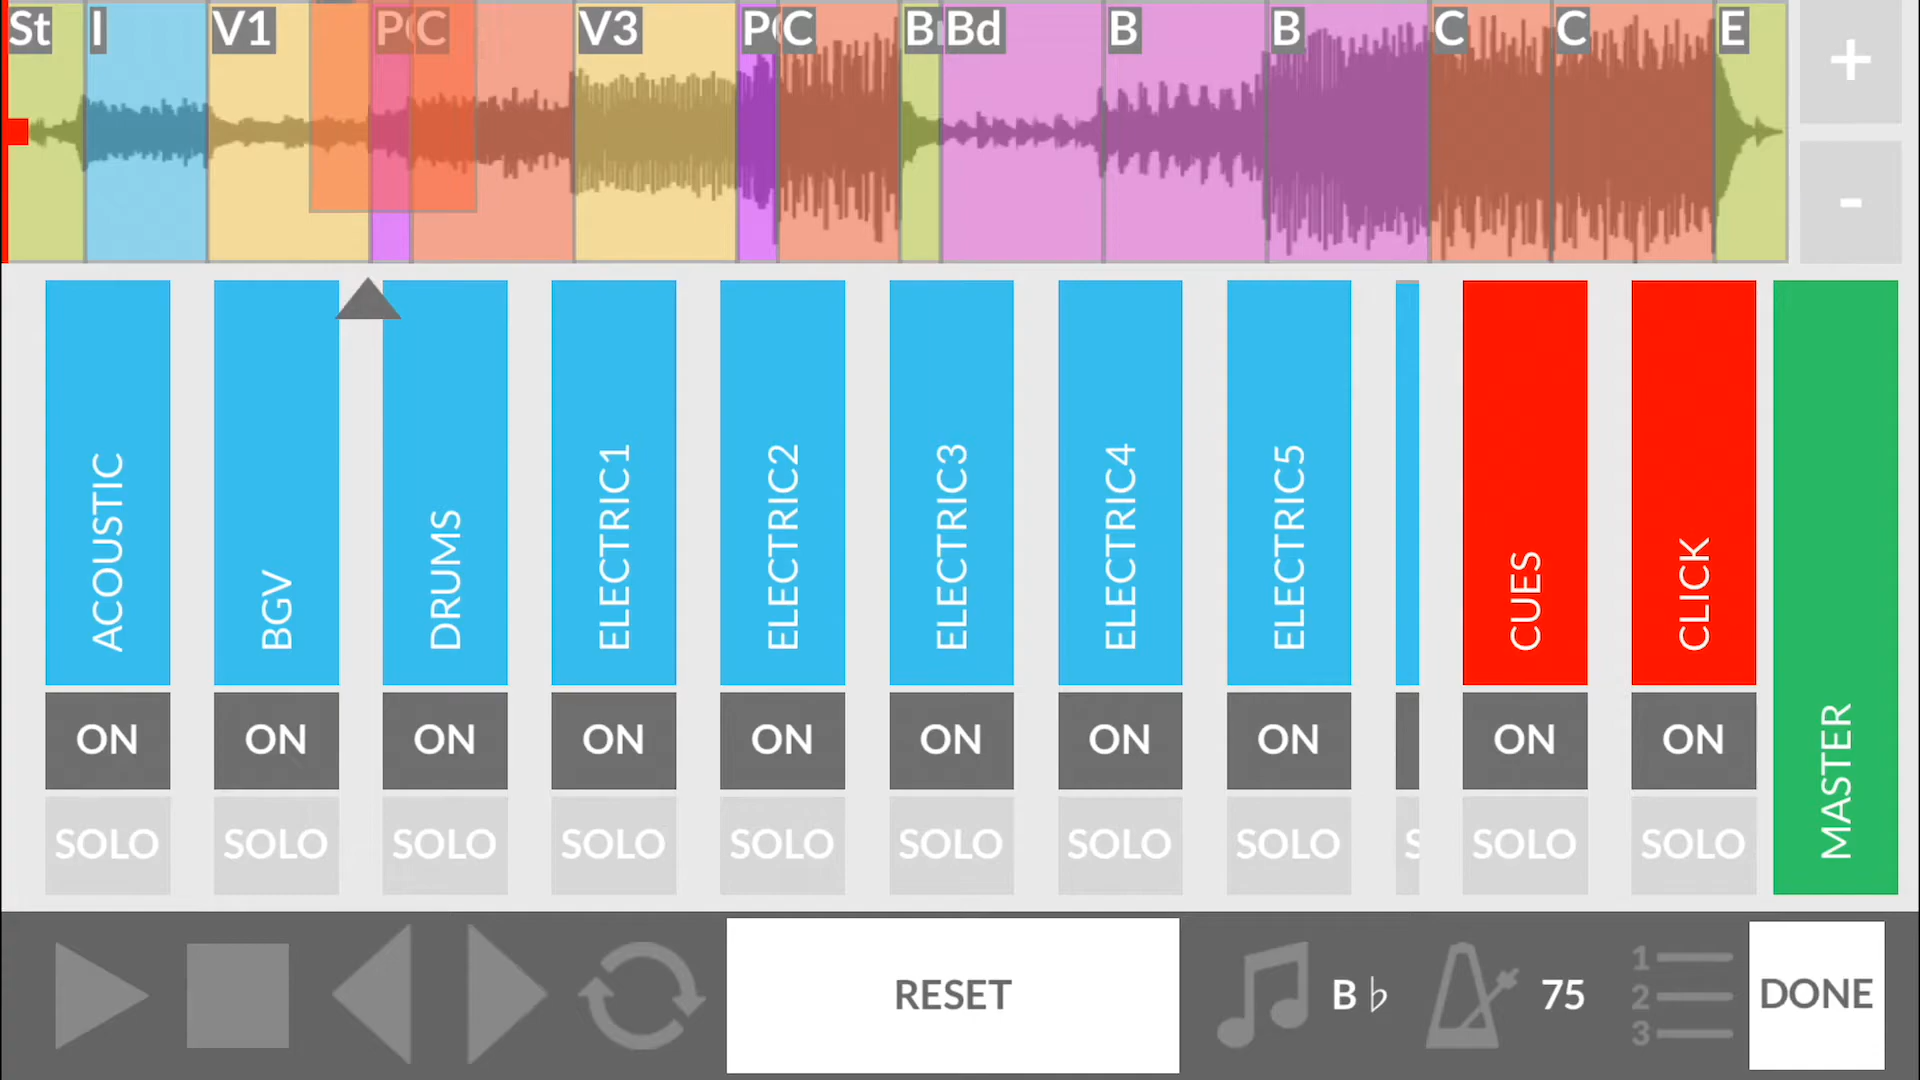 St I V1 C V3 C Bd B B C C E
+
-
ACOUSTIC
BGV
DRUMS
ELECTRIC1
ELECTRIC2
ELECTRIC3
ELECTRIC4
ELECTRIC5
CUES
CLICK
MASTER
ON ON ON ON ON ON ON ON ON ON
SOLO SOLO SOLO SOLO SOLO SOLO SOLO SOLO SOLO SOLO
RESET
B♭
75
1
2
3
DONE